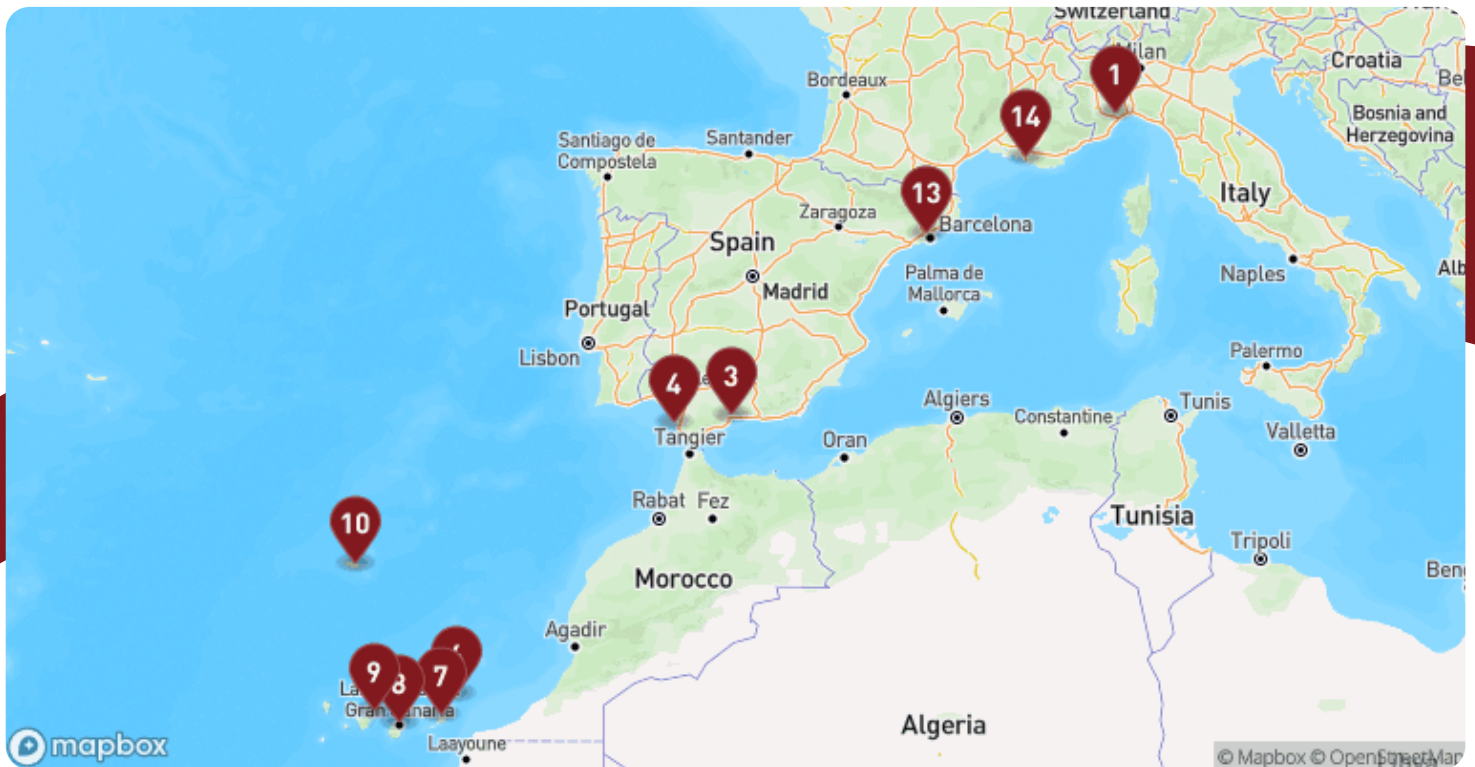 Switzerland
Milan
1
Croatia
Bordeaux
14
Bosnia and
Herzegovina
Santander
Santiago de
Compostela
13
Italy
Zaragoza
Barcelona
Spain
Naples
Alb
Palma de
Mallorca
Madrid
Portugal
Lisbon
Palermo
4
3
Algiers
Tunis
Constantine
Valletta
Tangier
Oran
Rabat
Fez
Tunisia
10
Tripoli
Morocco
Agadir
9
8
7
Algeria
Laayoune
mapbox
© Mapbox © OpenStreetMap